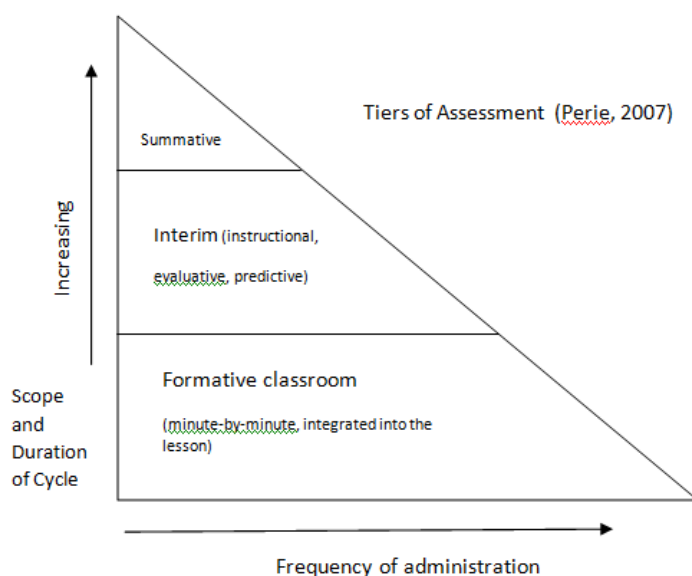 Tiers of Assessment (Perie, 2007)
Summative
Increasing
Interim (instructional,
evaluative, predictive)
Formative classroom
(minute-by-minute, integrated into the
lesson)
Scope
and
Duration
of Cycle
Frequency of administration